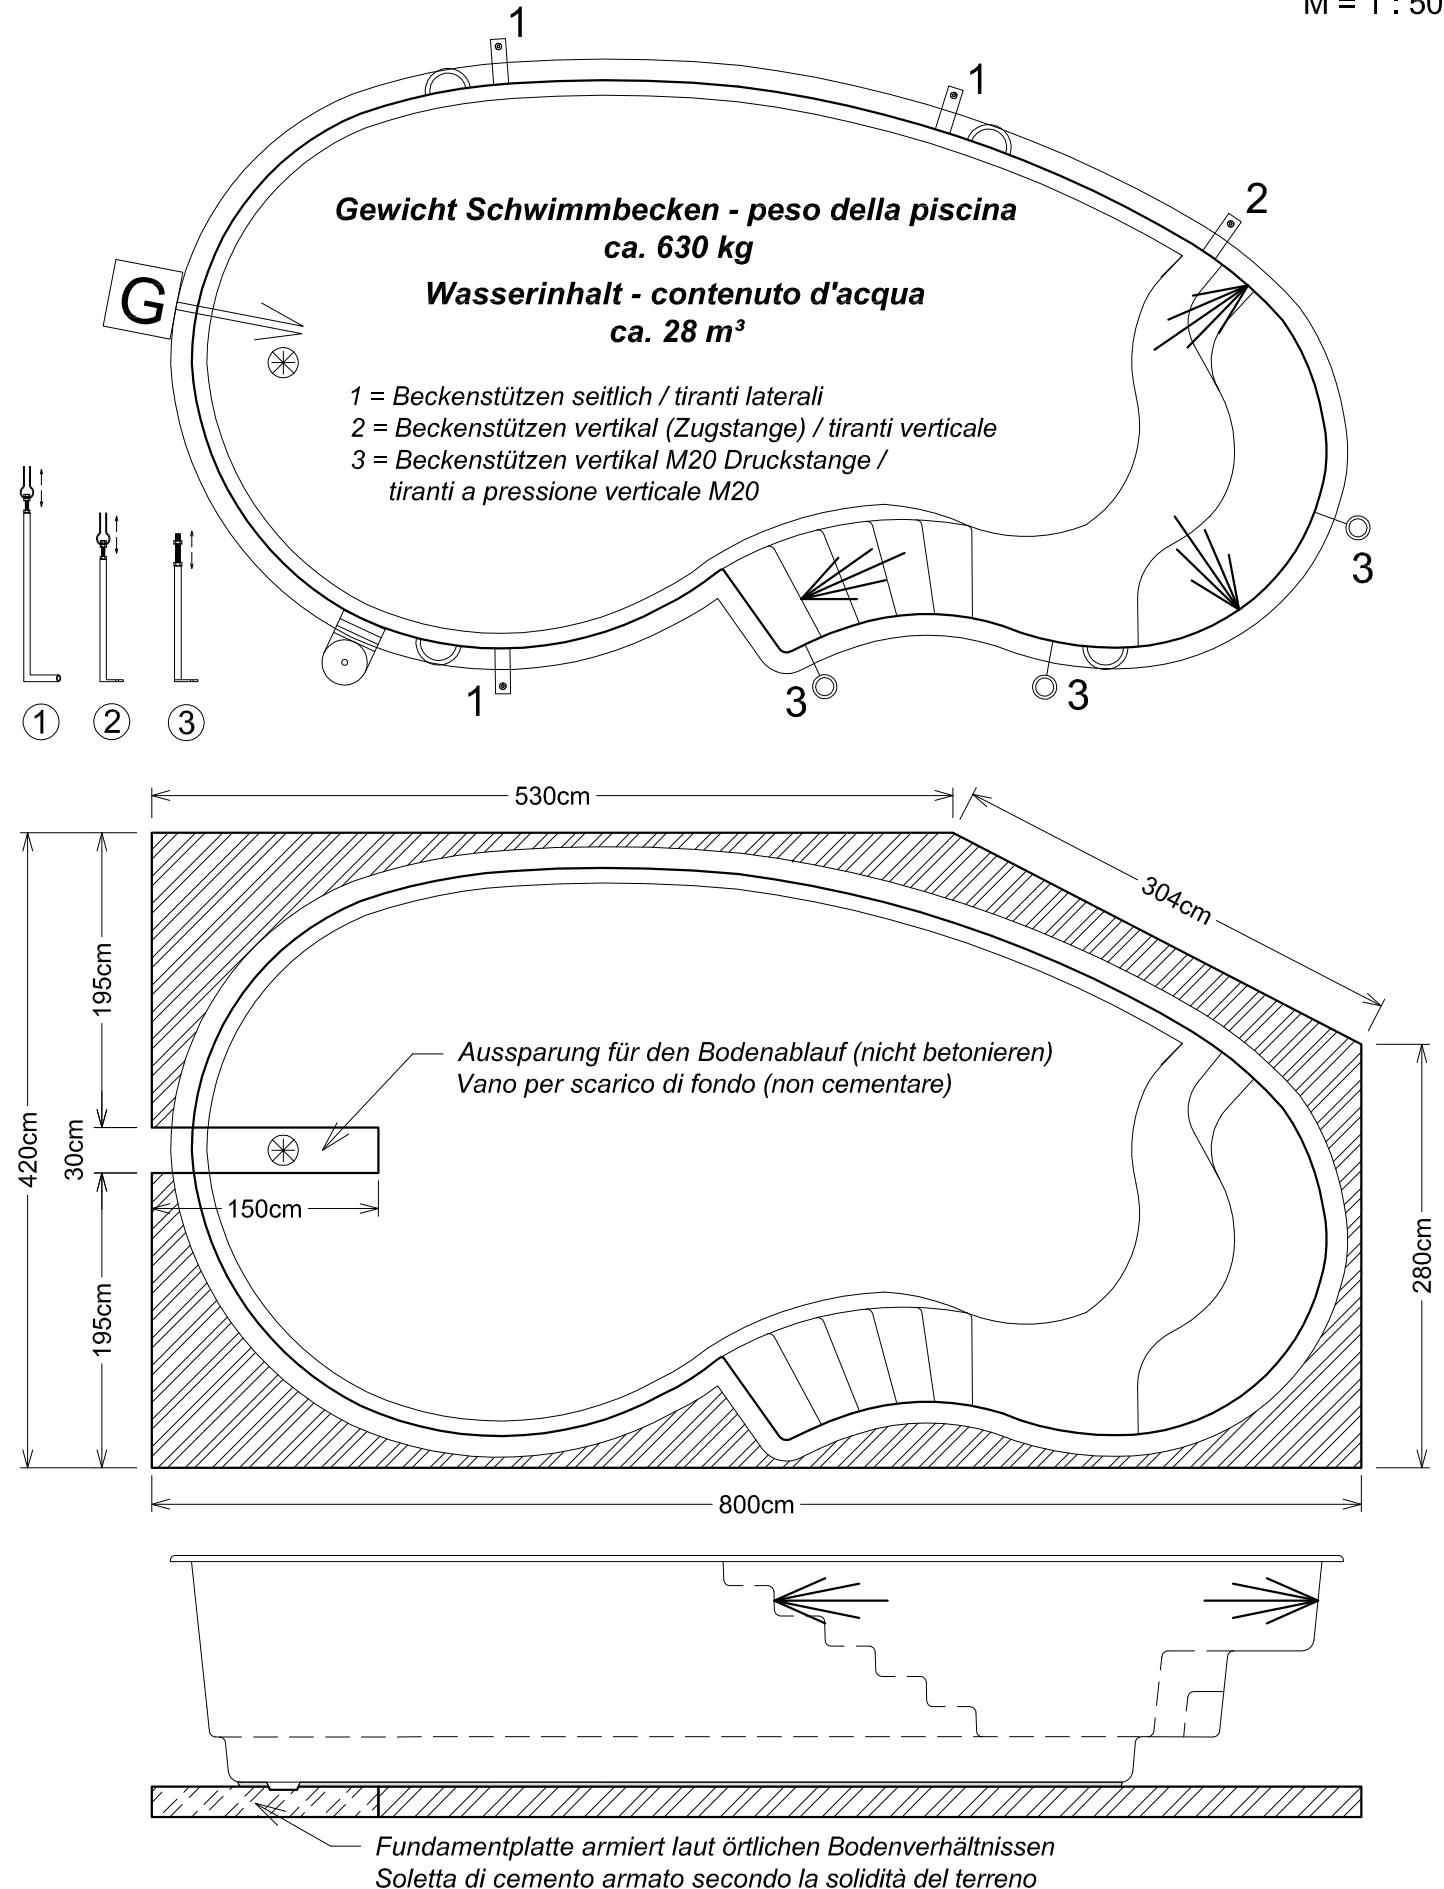 M = 1 : 50
1
1
2
Gewicht Schwimmbecken - peso della piscina
ca. 630 kg
Wasserinhalt - contenuto d'acqua
ca. 28 m³
G
1 = Beckenstützen seitlich / tiranti laterali
2 = Beckenstützen vertikal (Zugstange) / tiranti verticale
3 = Beckenstützen vertikal M20 Druckstange /
tiranti a pressione verticale M20
3
1
3
3
1
2
3
530cm
304cm
195cm
Aussparung für den Bodenablauf (nicht betonieren)
Vano per scarico di fondo (non cementare)
420cm
30cm
150cm
280cm
195cm
800cm
Fundamentplatte armiert laut örtlichen Bodenverhältnissen
Soletta di cemento armato secondo la solidità del terreno